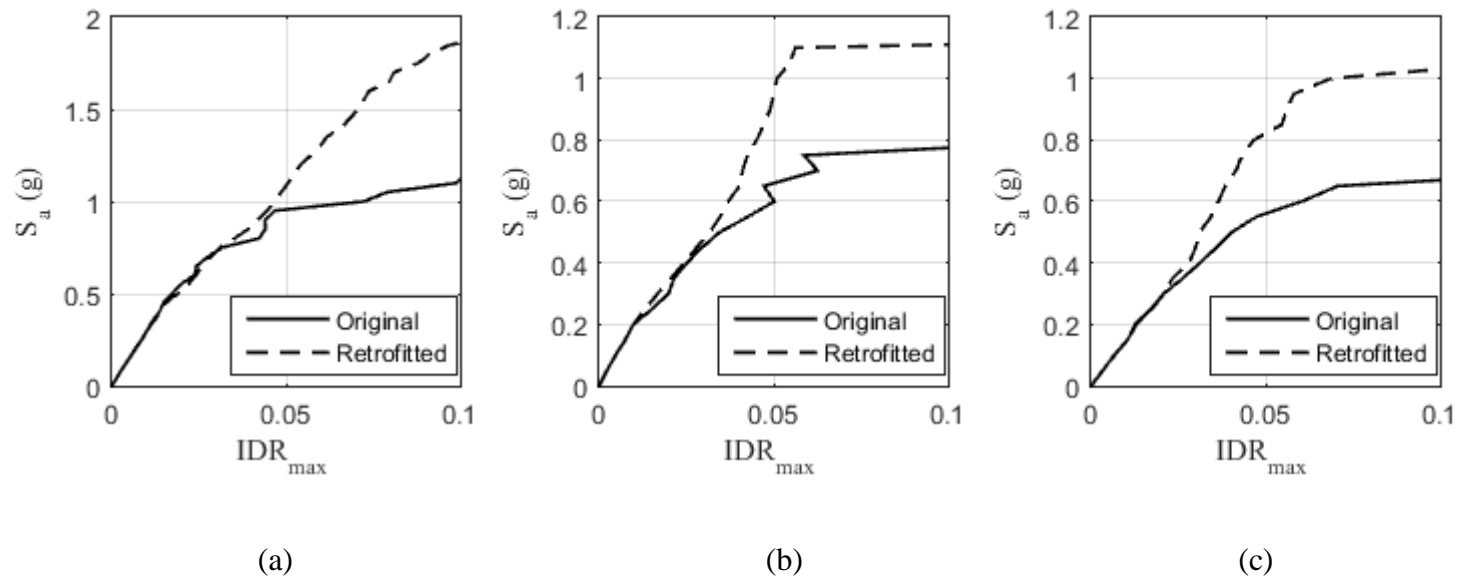 2
1.5
1
0.5
0
S_a (g)
Original
Retrofitted
0
0.05
0.1
IDR_max
1.2
1
0.8
0.6
0.4
0.2
0
S_a (g)
Original
Retrofitted
0
0.05
0.1
IDR_max
1.2
1
0.8
0.6
0.4
0.2
0
S_a (g)
Original
Retrofitted
0
0.05
0.1
IDR_max
(a)
(b)
(c)